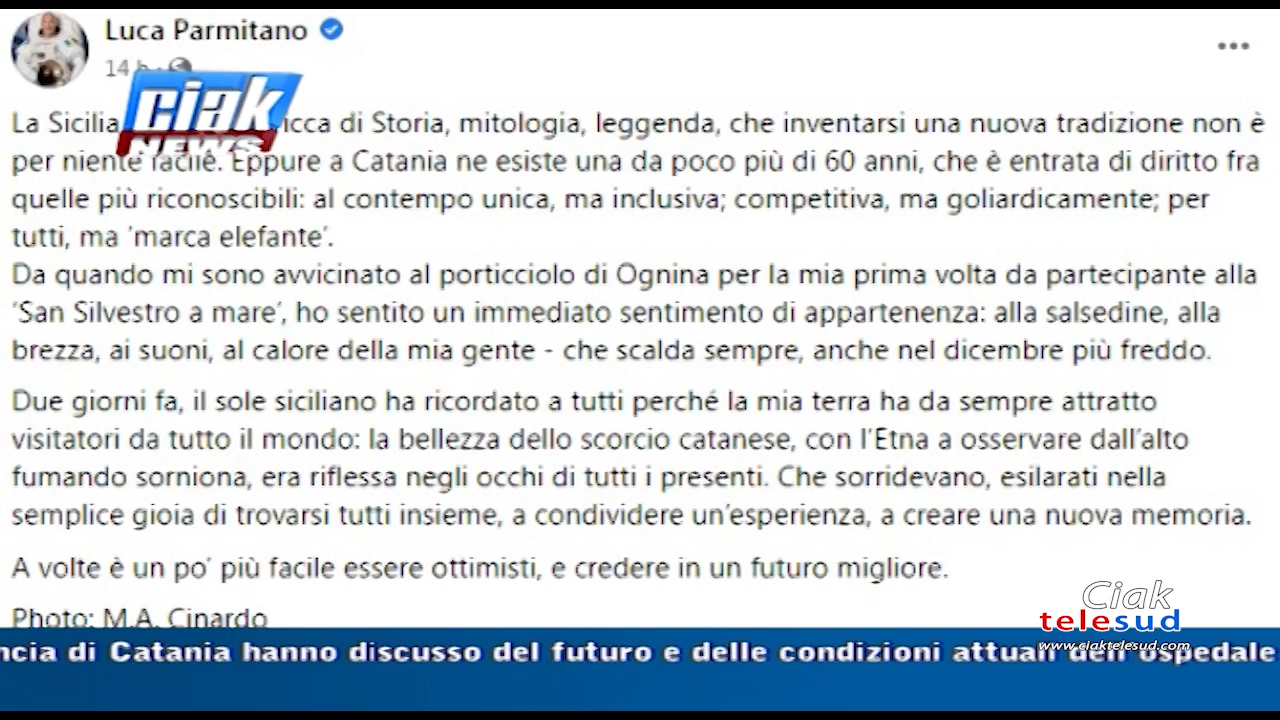 Luca Parmitano
14 h
ciak
NEWS
La Sicilia icca di Storia, mitologia, leggenda, che inventarsi una nuova tradizione non è
per niente facile. Eppure a Catania ne esiste una da poco più di 60 anni, che è entrata di diritto fra
quelle più riconoscibili: al contempo unica, ma inclusiva; competitiva, ma goliardicamente; per
tutti, ma 'marca elefante'.
Da quando mi sono avvicinato al porticciolo di Ognina per la mia prima volta da partecipante alla
'San Silvestro a mare', ho sentito un immediato sentimento di appartenenza: alla salsedine, alla
brezza, ai suoni, al calore della mia gente - che scalda sempre, anche nel dicembre più freddo.
Due giorni fa, il sole siciliano ha ricordato a tutti perché la mia terra ha da sempre attratto
visitatori da tutto il mondo: la bellezza dello scorcio catanese, con l'Etna a osservare dall'alto
fumando sorniona, era riflessa negli occhi di tutti i presenti. Che sorridevano, esilarati nella
semplice gioia di trovarsi tutti insieme, a condividere un'esperienza, a creare una nuova memoria.
A volte è un po' più facile essere ottimisti, e credere in un futuro migliore.
Photo: M.A. Cinardo
Ciak
telesud
www.ciaktelesud.com
ncia di Catania hanno discusso del futuro e delle condizioni attuali dell'ospedale